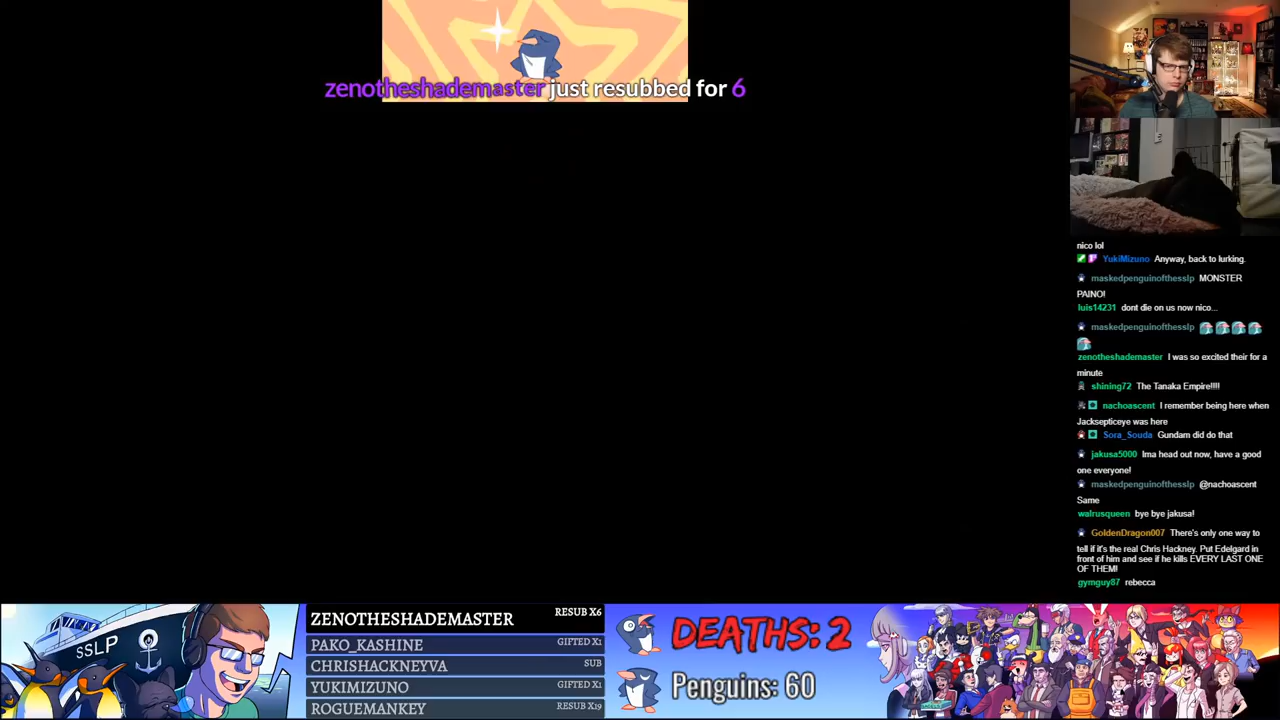 zenotheshademaster just resubbed for 6
nico lol
YukiMizuno Anyway, back to lurking.
maskedpenguinofthesslp MONSTER
PAINO!
luis14231 dont die on us now nico...
maskedpenguinofthesslp
zenotheshademaster I was so excited their for a
minute
shining72 The Tanaka Empire!!!!
nachoascent I remember being here when
Jacksepticeye was here
Sora_Souda Gundam did do that
jakusa5000 Ima head out now, have a good
one everyone!
maskedpenguinofthesslp @nachoascent
Same
walrusqueen bye bye jakusa!
GoldenDragon007 There's only one way to
tell if it's the real Chris Hackney. Put Edelgard in
front of him and see if he kills EVERY LAST ONE
OF THEM!
gymguy87 rebecca
SSLP
ZENOTHESHADEMASTER RESUB X6
PAKO_KASHINE GIFTED X1
CHRISHACKNEYVA SUB
YUKIMIZUNO GIFTED X1
ROGUEMANKEY RESUB X19
DEATHS: 2
Penguins: 60